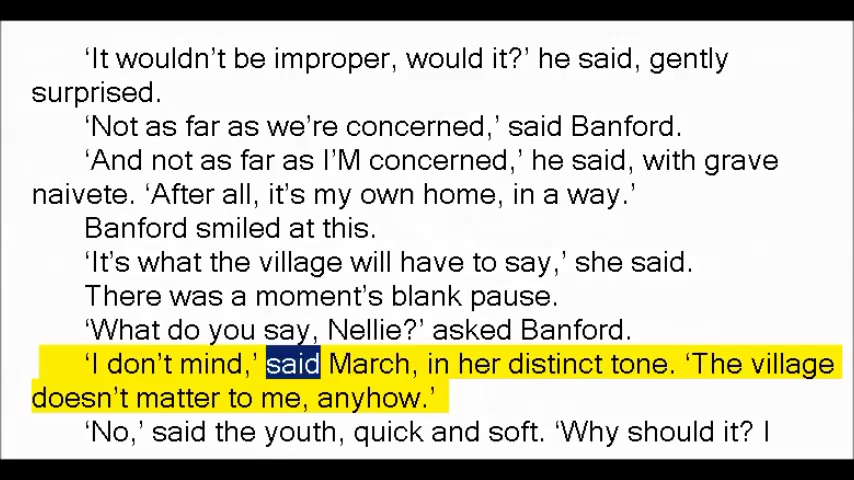 ‘It wouldn’t be improper, would it?’ he said, gently
surprised.
‘Not as far as we’re concerned,’ said Banford.
‘And not as far as I’M concerned,’ he said, with grave
naivete. ‘After all, it’s my own home, in a way.’
Banford smiled at this.
‘It’s what the village will have to say,’ she said.
There was a moment’s blank pause.
‘What do you say, Nellie?’ asked Banford.
‘I don’t mind,’ said March, in her distinct tone. ‘The village
doesn’t matter to me, anyhow.’
‘No,’ said the youth, quick and soft. ‘Why should it? I